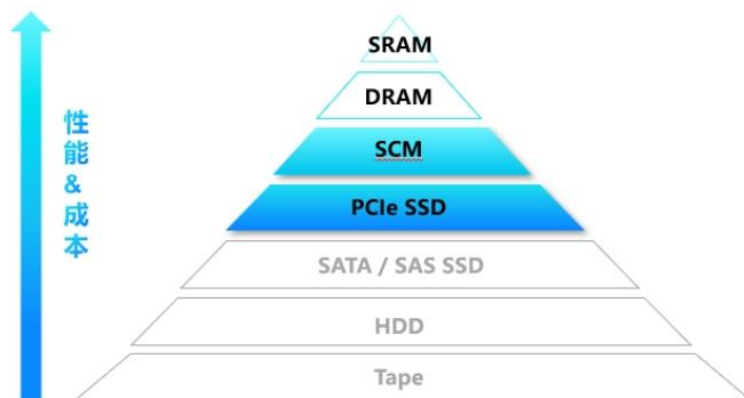 性能&成本
SRAM
DRAM
SCM
PCIe SSD
SATA / SAS SSD
HDD
Tape